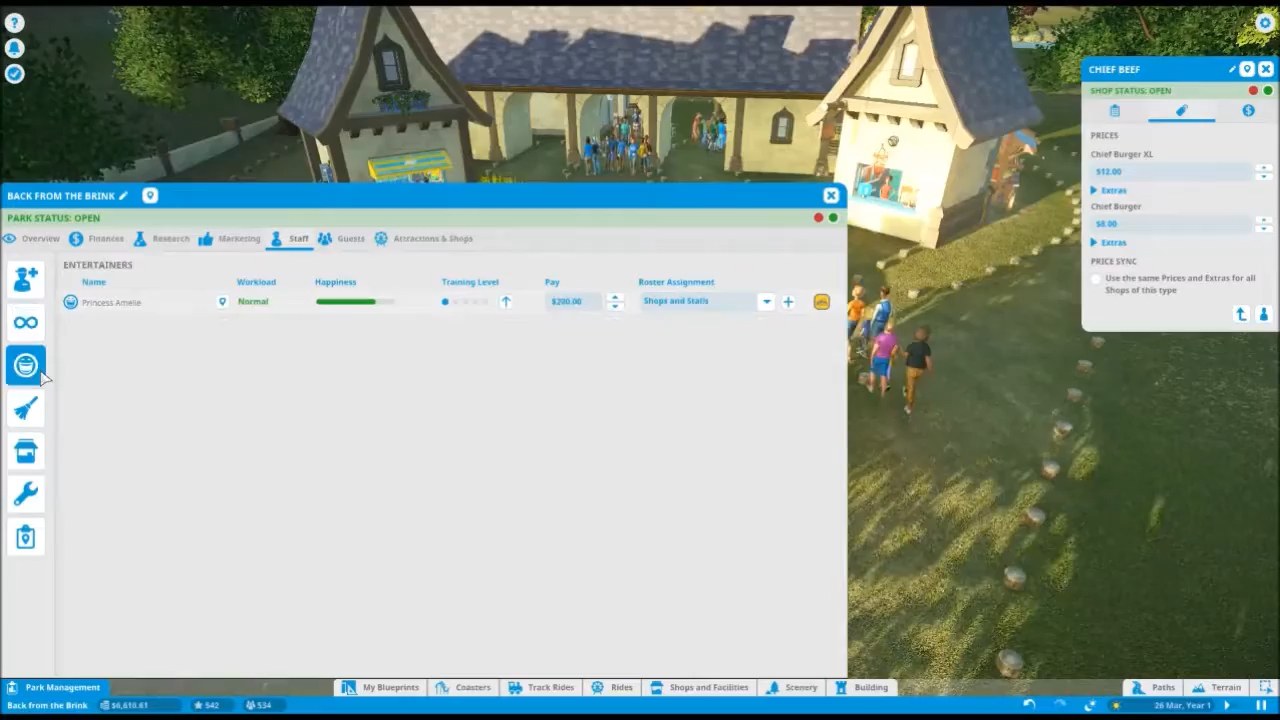 ?
CHIEF BEEF
SHOP STATUS: OPEN
PRICES
Chief Burger XL
$12.00
Extras
Chief Burger
$8.00
Extras
PRICE SYNC
Use the same Prices and Extras for all
Shops of this type
BACK FROM THE BRINK
PARK STATUS: OPEN
Overview Finances Research Marketing Staff Guests Attractions & Shops
ENTERTAINERS
Name Workload Happiness Training Level Pay Roster Assignment
Princess Amelie Normal $200.00 Shops and Stalls
Park Management My Blueprints Coasters Track Rides Rides Shops and Facilities Scenery Building Paths Terrain
Back from the Brink $6,610.61 542 534 26 Mar, Year 1